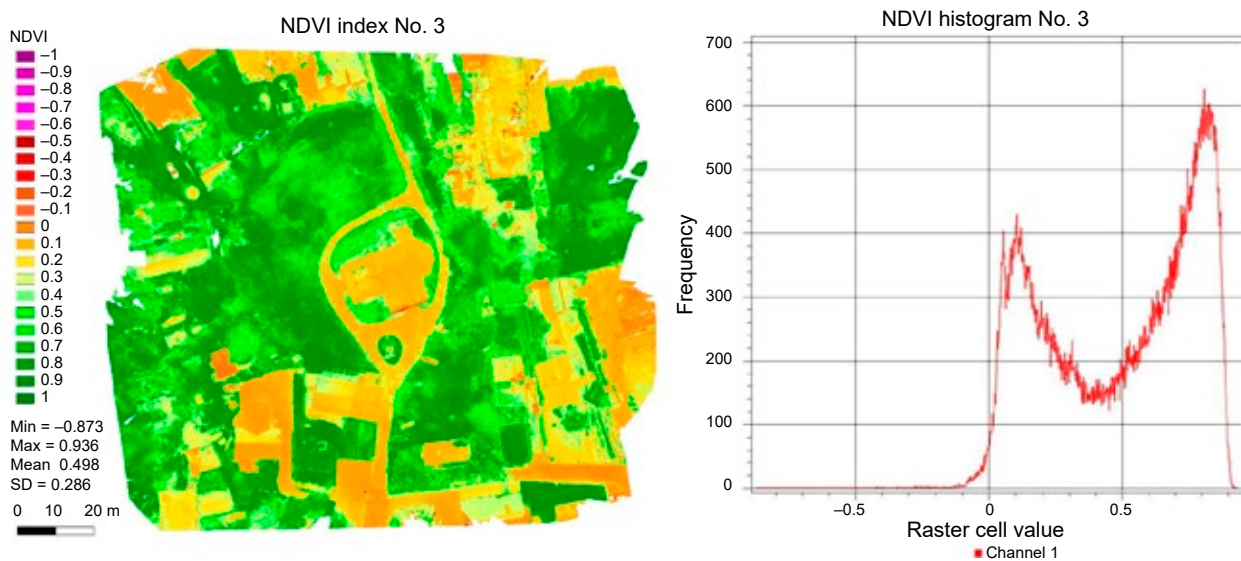 NDVI index No. 3
NDVI
–1
–0.9
–0.8
–0.7
–0.6
–0.5
–0.4
–0.3
–0.2
–0.1
0
0.1
0.2
0.3
0.4
0.5
0.6
0.7
0.8
0.9
1
Min = –0.873
Max = 0.936
Mean 0.498
SD = 0.286
0 10 20 m
NDVI histogram No. 3
700
600
500
400
300
200
100
0
Frequency
–0.5 0 0.5
Raster cell value
Channel 1